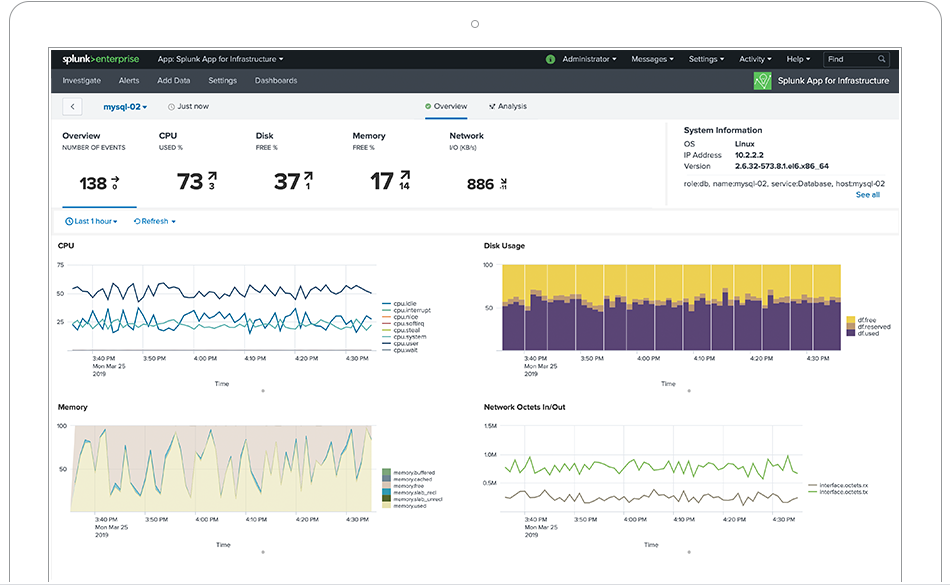 splunk>enterprise App: Splunk App for Infrastructure i Administrator Messages Settings Activity Help Find
Investigate Alerts Add Data Settings Dashboards Splunk App for Infrastructure
mysql-02 Just now Overview Analysis
Overview CPU Disk Memory Network
NUMBER OF EVENTS USED % FREE % FREE % I/O (KB/s)
138 0 73 3 37 1 17 14 886 -11
System Information
OS Linux
IP Address 10.2.2.2
Version 2.6.32-573.8.1.el6.x86_64
role:db, name:mysql-02, service:Database, host:mysql-02
See all
Last 1 hour Refresh
CPU
75
50
25
3:40 PM 3:50 PM 4:00 PM 4:10 PM 4:20 PM 4:30 PM
Mon Mar 25
2019
Time
cpu.idle
cpu.interrupt
cpu.nice
cpu.softirq
cpu.steal
cpu.system
cpu.user
cpu.wait
Disk Usage
100
50
3:40 PM 3:50 PM 4:00 PM 4:10 PM 4:20 PM 4:30 PM
Mon Mar 25
2019
Time
df.free
df.reserved
df.used
Memory
100
50
3:40 PM 3:50 PM 4:00 PM 4:10 PM 4:20 PM 4:30 PM
Mon Mar 25
2019
Time
memory.buffered
memory.cached
memory.free
memory.slab_recl
memory.slab_unrecl
memory.used
Network Octets In/Out
1.5M
1.0M
0.5M
3:40 PM 3:50 PM 4:00 PM 4:10 PM 4:20 PM 4:30 PM
Mon Mar 25
2019
Time
interface.octets.rx
interface.octets.tx